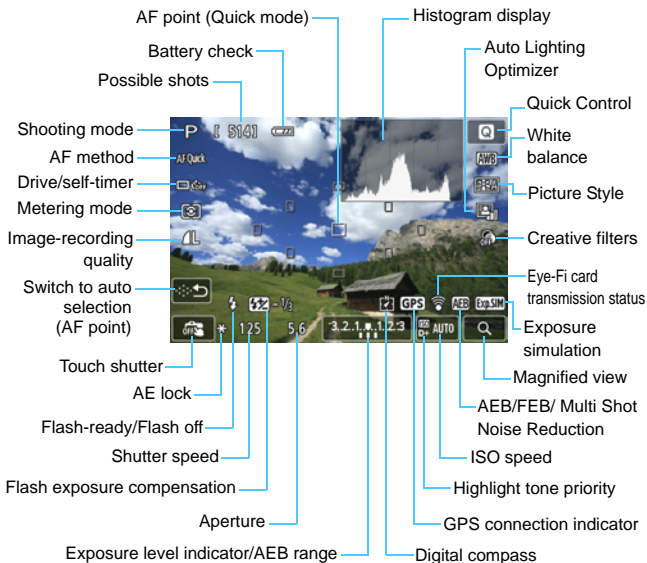 AF point (Quick mode)
Histogram display
Battery check
Auto Lighting
Optimizer
Possible shots
Quick Control
Shooting mode
P [ 514]
Q
White
balance
AF method
AF Quick
AWB
Drive/self-timer
Picture Style
Metering mode
Image-recording
quality
L
OFF
Creative filters
Eye-Fi card
transmission status
Switch to auto
selection
(AF point)
-1/3
GPS
AEB
Exp.SIM
Exposure
simulation
OFF
* 125 5.6
3..2..1..0..1..2..:3
ISO
D+
AUTO
Touch shutter
Magnified view
AE lock
AEB/FEB/ Multi Shot
Noise Reduction
Flash-ready/Flash off
Shutter speed
ISO speed
Flash exposure compensation
Highlight tone priority
Aperture
GPS connection indicator
Exposure level indicator/AEB range
Digital compass